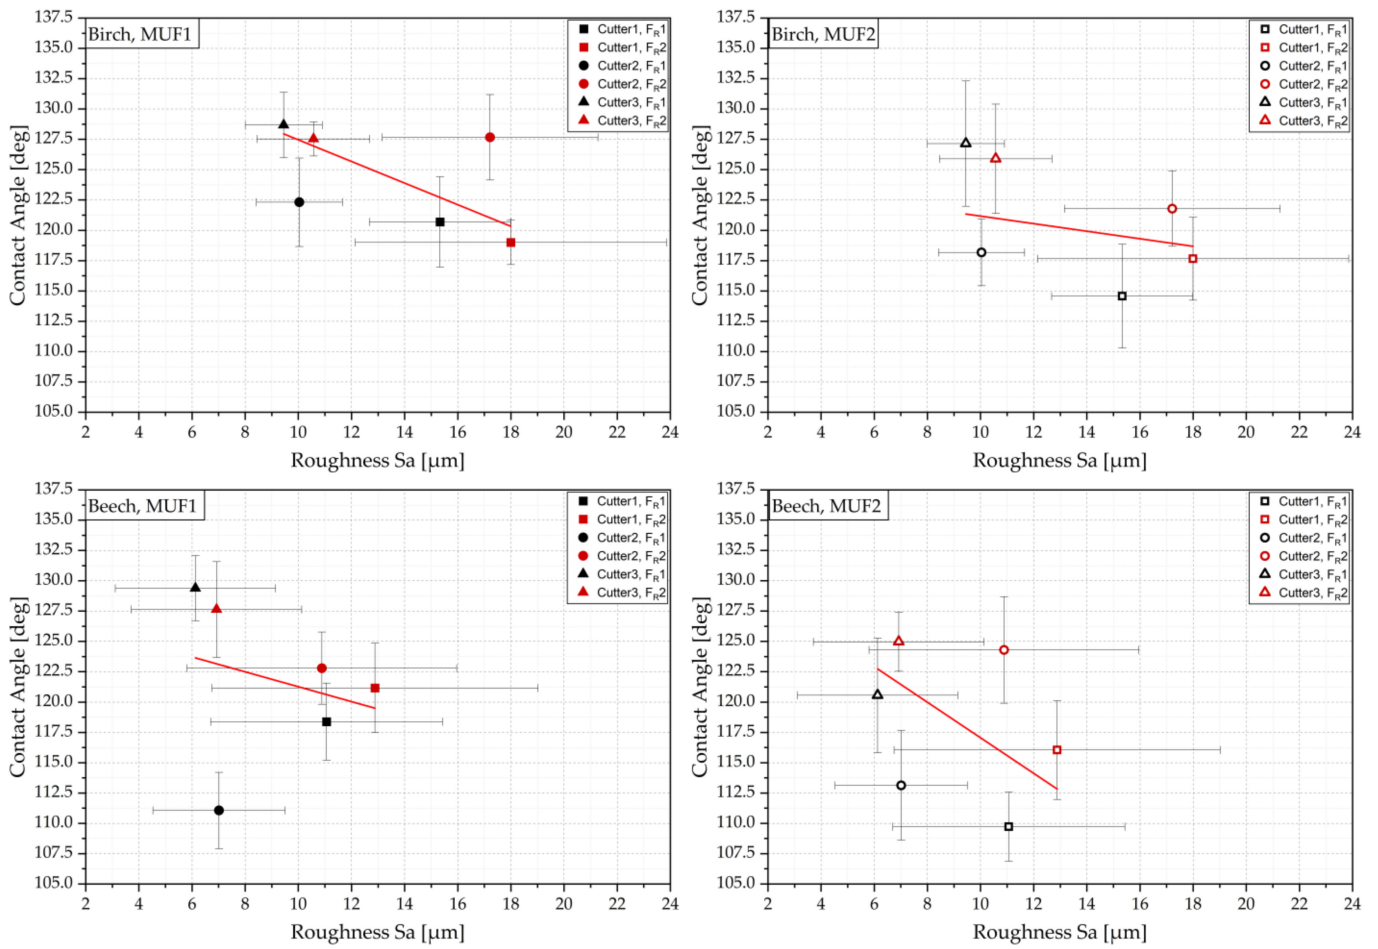 Birch, MUF1
Cutter1, FR1
Cutter1, FR2
Cutter2, FR1
Cutter2, FR2
Cutter3, FR1
Cutter3, FR2
137.5
135.0
132.5
130.0
127.5
125.0
122.5
120.0
117.5
115.0
112.5
110.0
107.5
105.0
Contact Angle [deg]
2 4 6 8 10 12 14 16 18 20 22 24
Roughness Sa [µm]
Birch, MUF2
Cutter1, FR1
Cutter1, FR2
Cutter2, FR1
Cutter2, FR2
Cutter3, FR1
Cutter3, FR2
137.5
135.0
132.5
130.0
127.5
125.0
122.5
120.0
117.5
115.0
112.5
110.0
107.5
105.0
Contact Angle [deg]
2 4 6 8 10 12 14 16 18 20 22 24
Roughness Sa [µm]
Beech, MUF1
Cutter1, FR1
Cutter1, FR2
Cutter2, FR1
Cutter2, FR2
Cutter3, FR1
Cutter3, FR2
137.5
135.0
132.5
130.0
127.5
125.0
122.5
120.0
117.5
115.0
112.5
110.0
107.5
105.0
Contact Angle [deg]
2 4 6 8 10 12 14 16 18 20 22 24
Roughness Sa [µm]
Beech, MUF2
Cutter1, FR1
Cutter1, FR2
Cutter2, FR1
Cutter2, FR2
Cutter3, FR1
Cutter3, FR2
137.5
135.0
132.5
130.0
127.5
125.0
122.5
120.0
117.5
115.0
112.5
110.0
107.5
105.0
Contact Angle [deg]
2 4 6 8 10 12 14 16 18 20 22 24
Roughness Sa [µm]